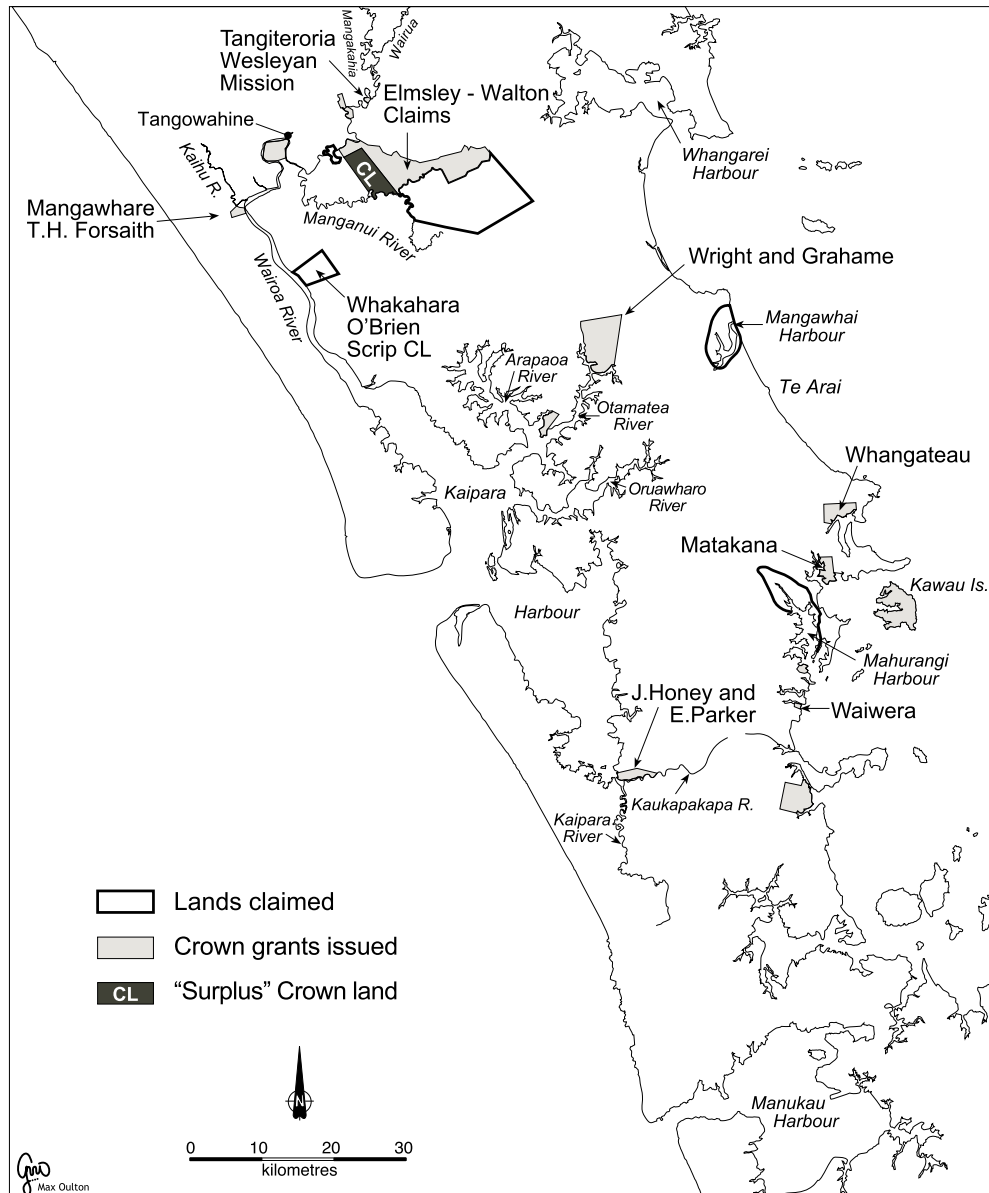 Tangiteroria
Wesleyan
Mission
Mangakahia
Wairua
Elmsley - Walton
Claims
Tangowahine
Kaihu R.
CL
Whangarei
Harbour
Mangawhare
T.H. Forsaith
Manganui River
Wairoa River
Wright and Grahame
Whakahara
O'Brien
Scrip CL
Mangawhai
Harbour
Arapaoa
River
Te Arai
Otamatea
River
Whangateau
Kaipara
Oruawharo
River
Matakana
Kawau Is.
Harbour
Mahurangi
Harbour
J.Honey and
E.Parker
Waiwera
Kaukapakapa R.
Kaipara
River
Lands claimed
Crown grants issued
CL
“Surplus” Crown land
N
Manukau
Harbour
0 10 20 30
kilometres
Max Oulton